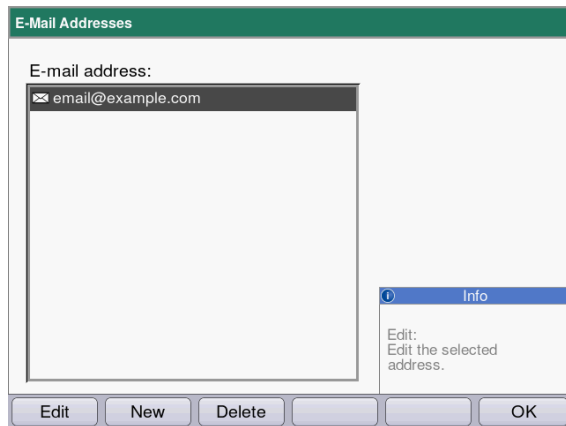 E-Mail Addresses
E-mail address:
email@example.com
Info
Edit:
Edit the selected
address.
Edit New Delete OK